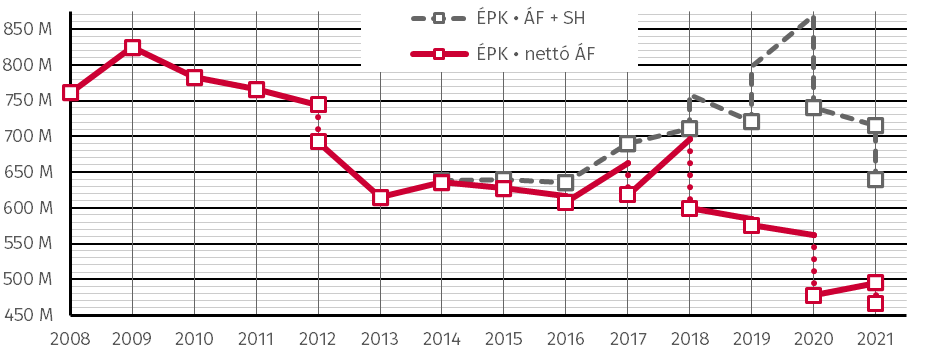 ÉPK • ÁF + SH
ÉPK • nettó ÁF
850 M
800 M
750 M
700 M
650 M
600 M
550 M
500 M
450 M
2008 2009 2010 2011 2012 2013 2014 2015 2016 2017 2018 2019 2020 2021